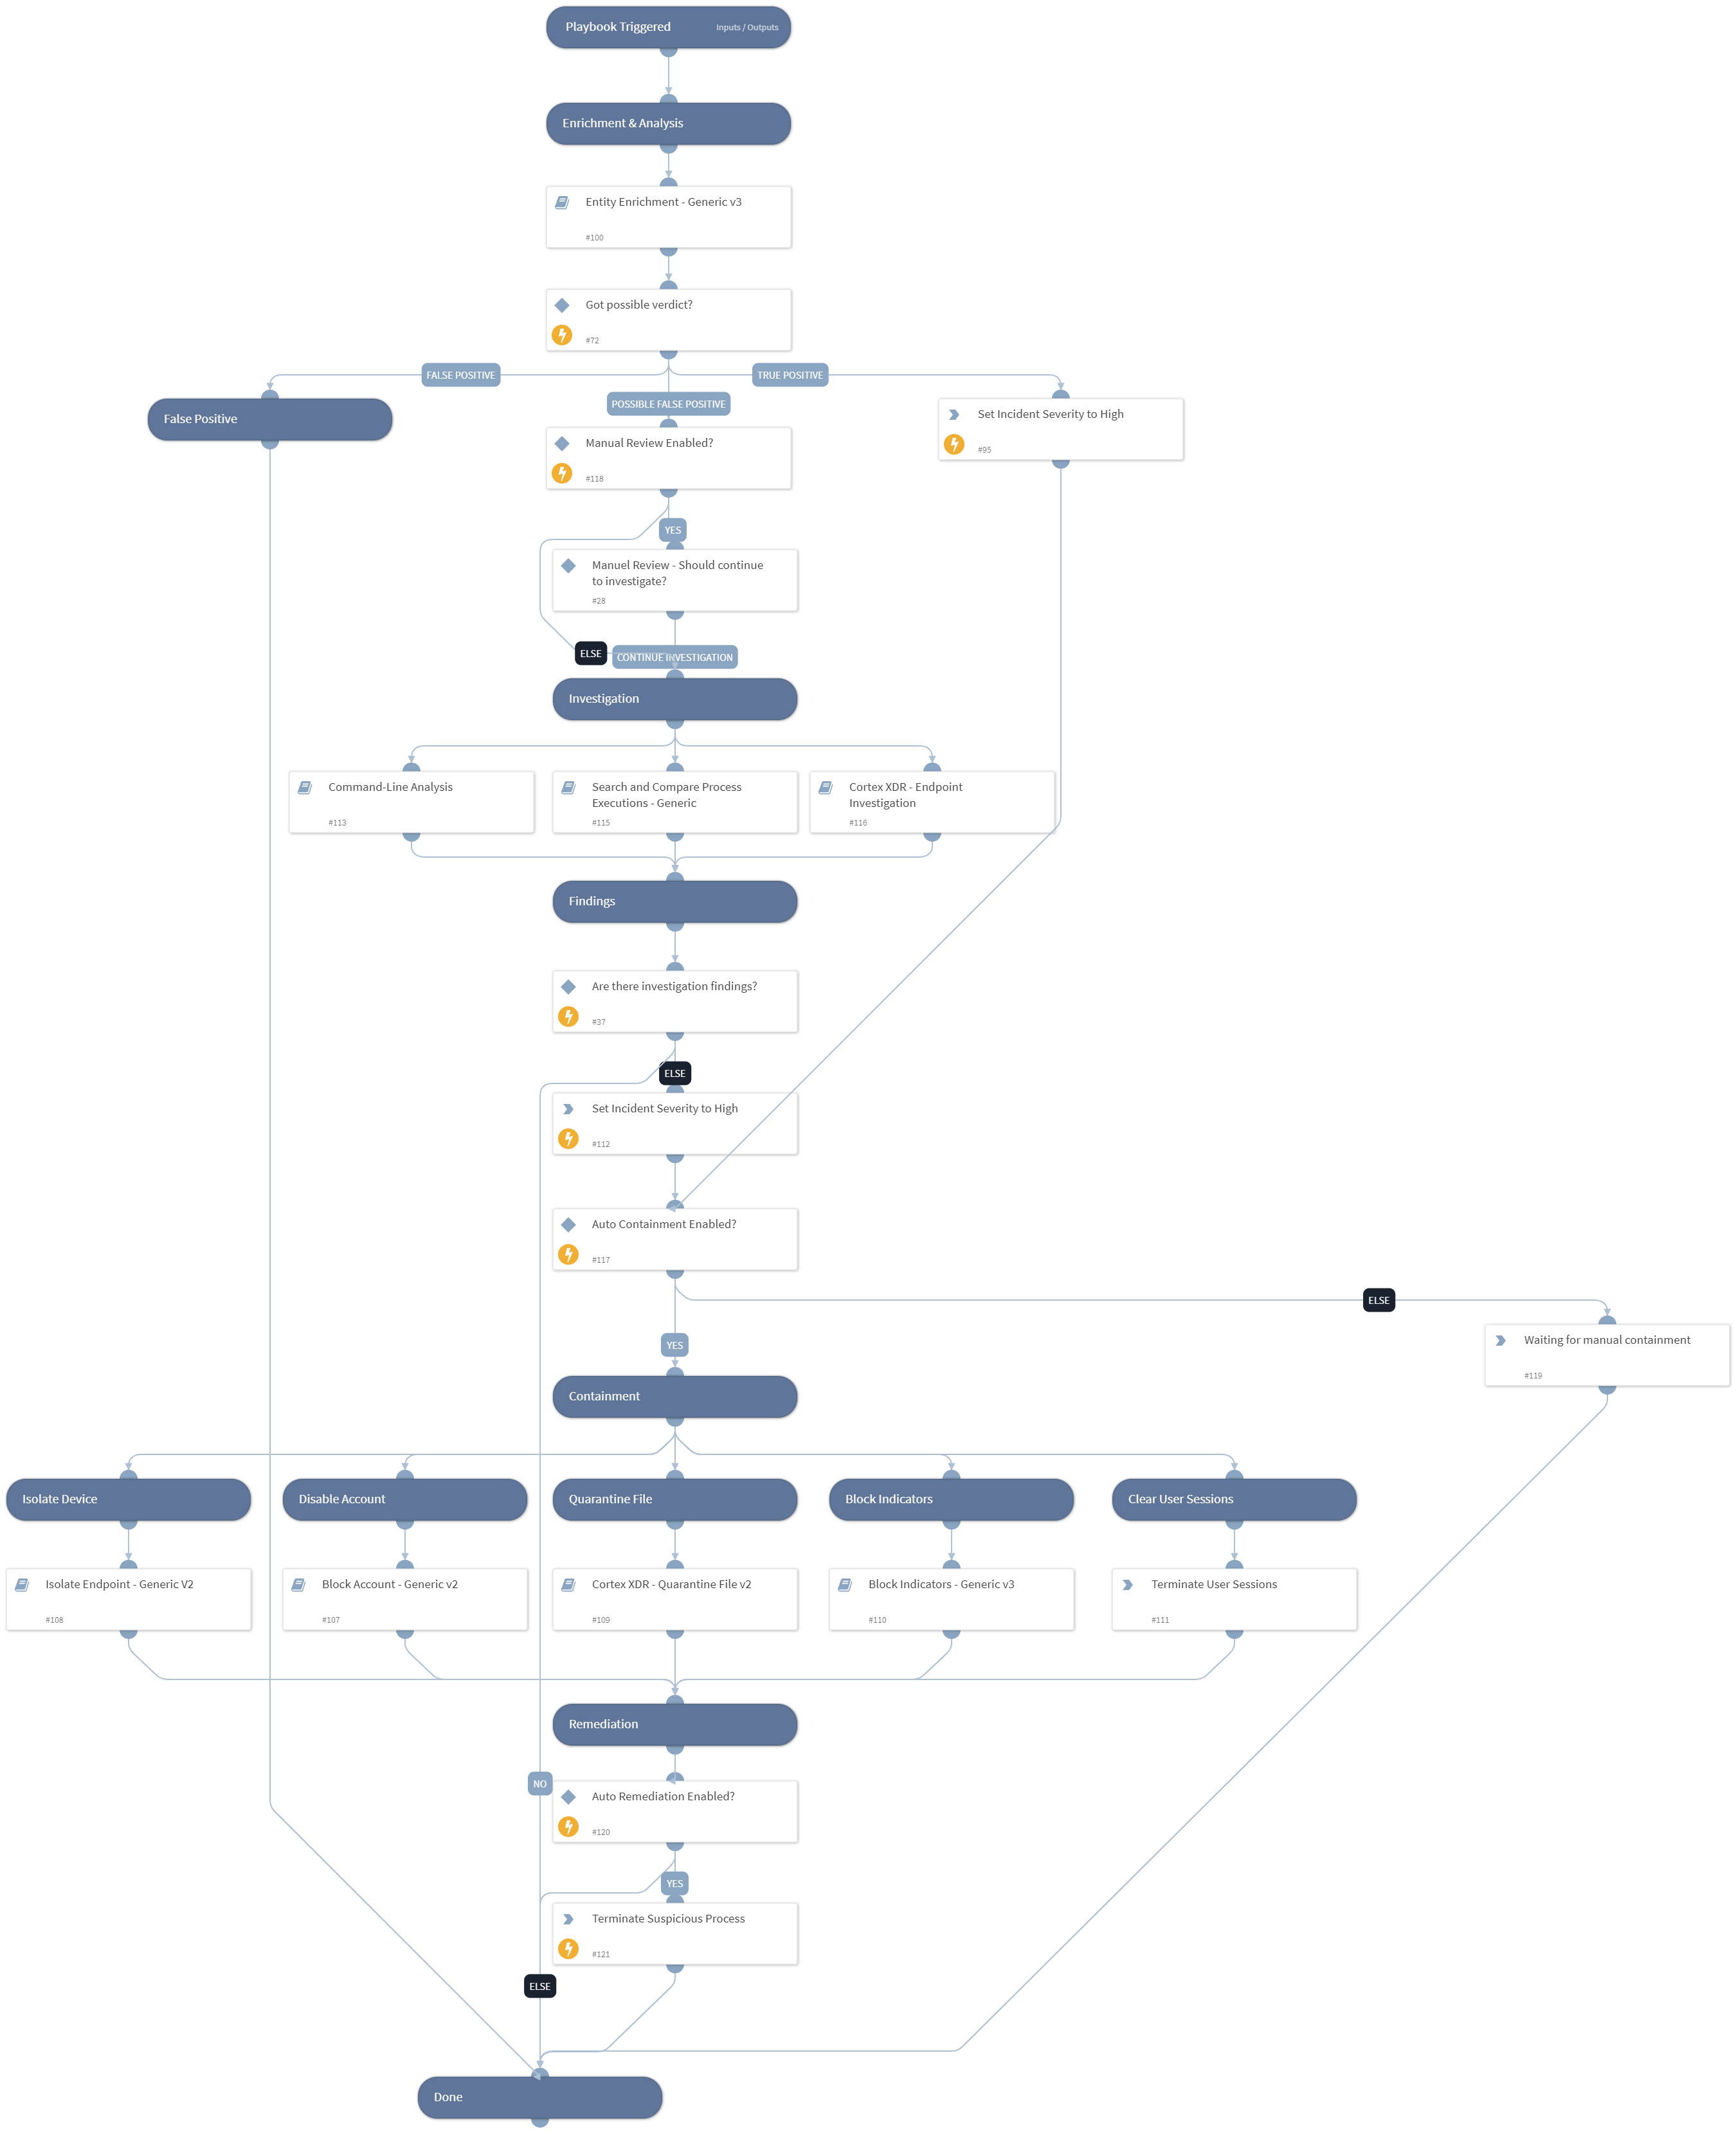 Playbook Triggered
Inputs / Outputs
Enrichment & Analysis
Entity Enrichment - Generic v3
#100
Got possible verdict?
#72
FALSE POSITIVE
TRUE POSITIVE
POSSIBLE FALSE POSITIVE
False Positive
Set Incident Severity to High
#95
Manual Review Enabled?
#118
YES
Manuel Review - Should continue
to investigate?
#28
ELSE
CONTINUE INVESTIGATION
Investigation
Command-Line Analysis
#113
Search and Compare Process
Executions - Generic
#115
Cortex XDR - Endpoint
Investigation
#116
Findings
Are there investigation findings?
#37
ELSE
Set Incident Severity to High
#112
Auto Containment Enabled?
#117
ELSE
YES
Waiting for manual containment
#119
Containment
Isolate Device
Disable Account
Quarantine File
Block Indicators
Clear User Sessions
Isolate Endpoint - Generic V2
#108
Block Account - Generic v2
#107
Cortex XDR - Quarantine File v2
#109
Block Indicators - Generic v3
#110
Terminate User Sessions
#111
Remediation
NO
Auto Remediation Enabled?
#120
YES
Terminate Suspicious Process
#121
ELSE
Done